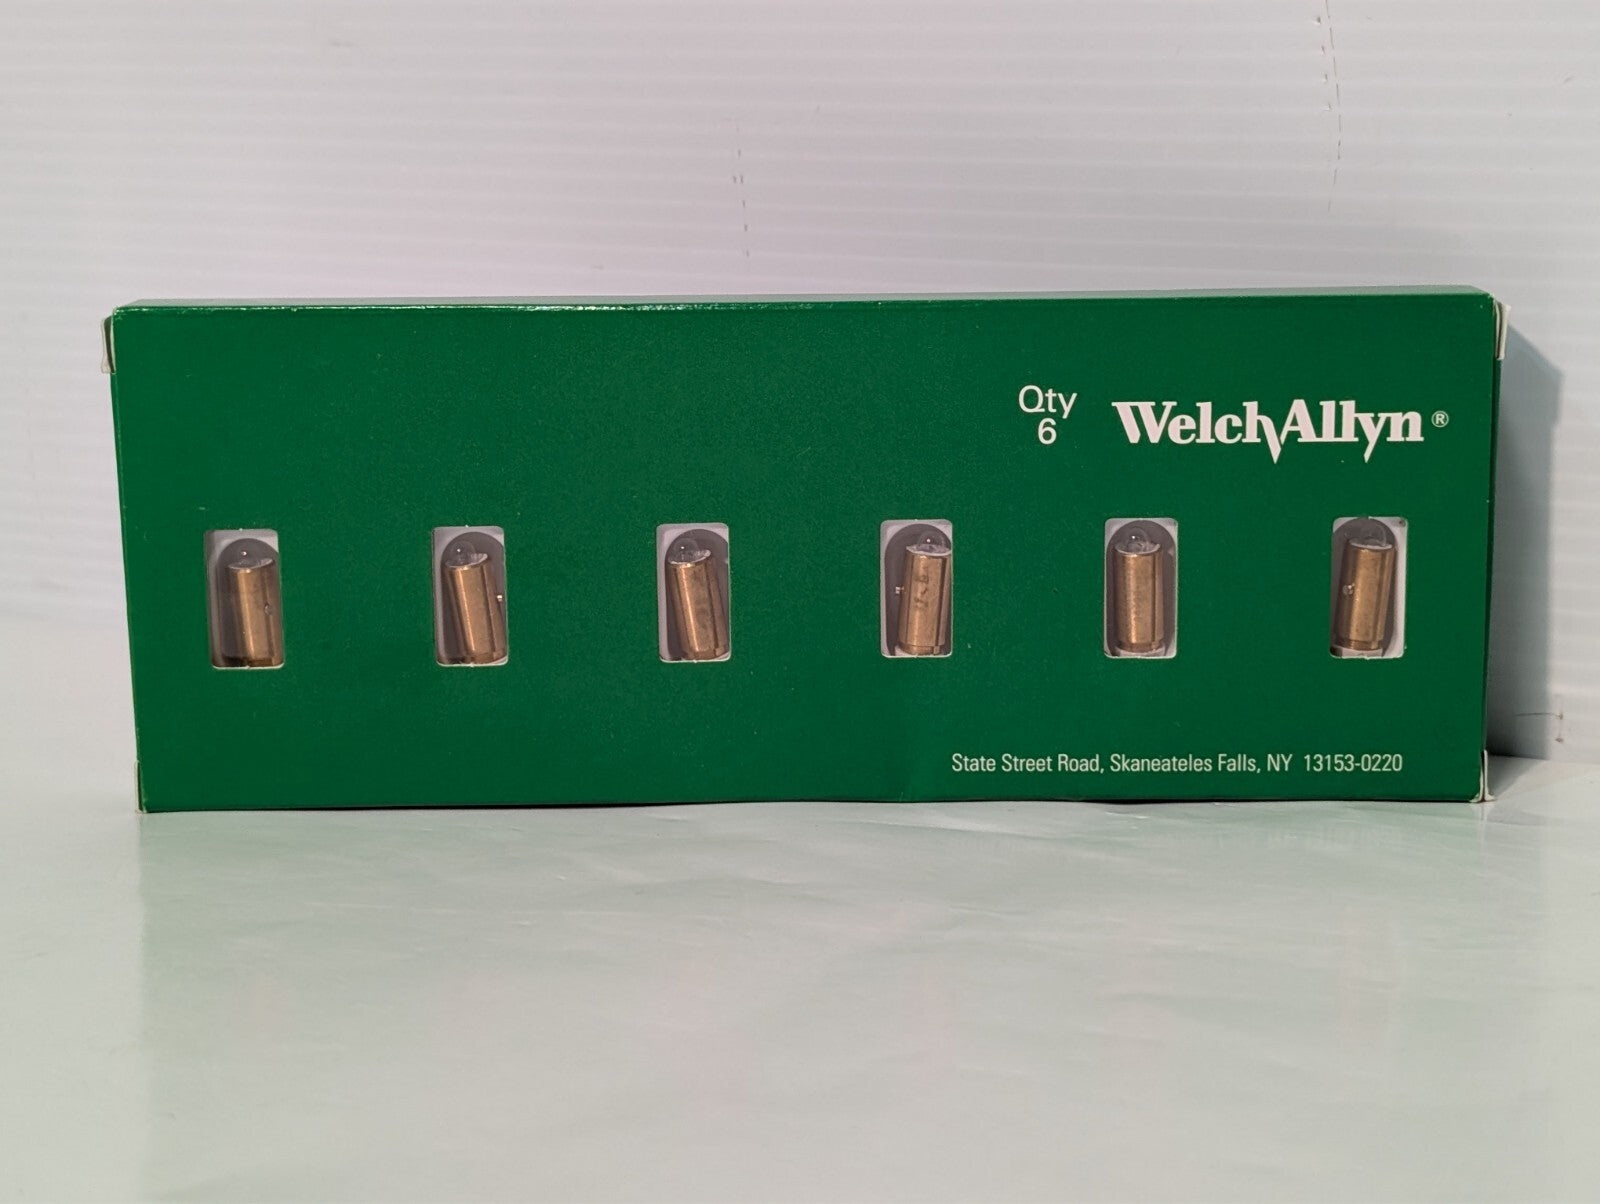 Qty
6
WelchAllyn®
State Street Road, Skaneateles Falls, NY 13153-0220